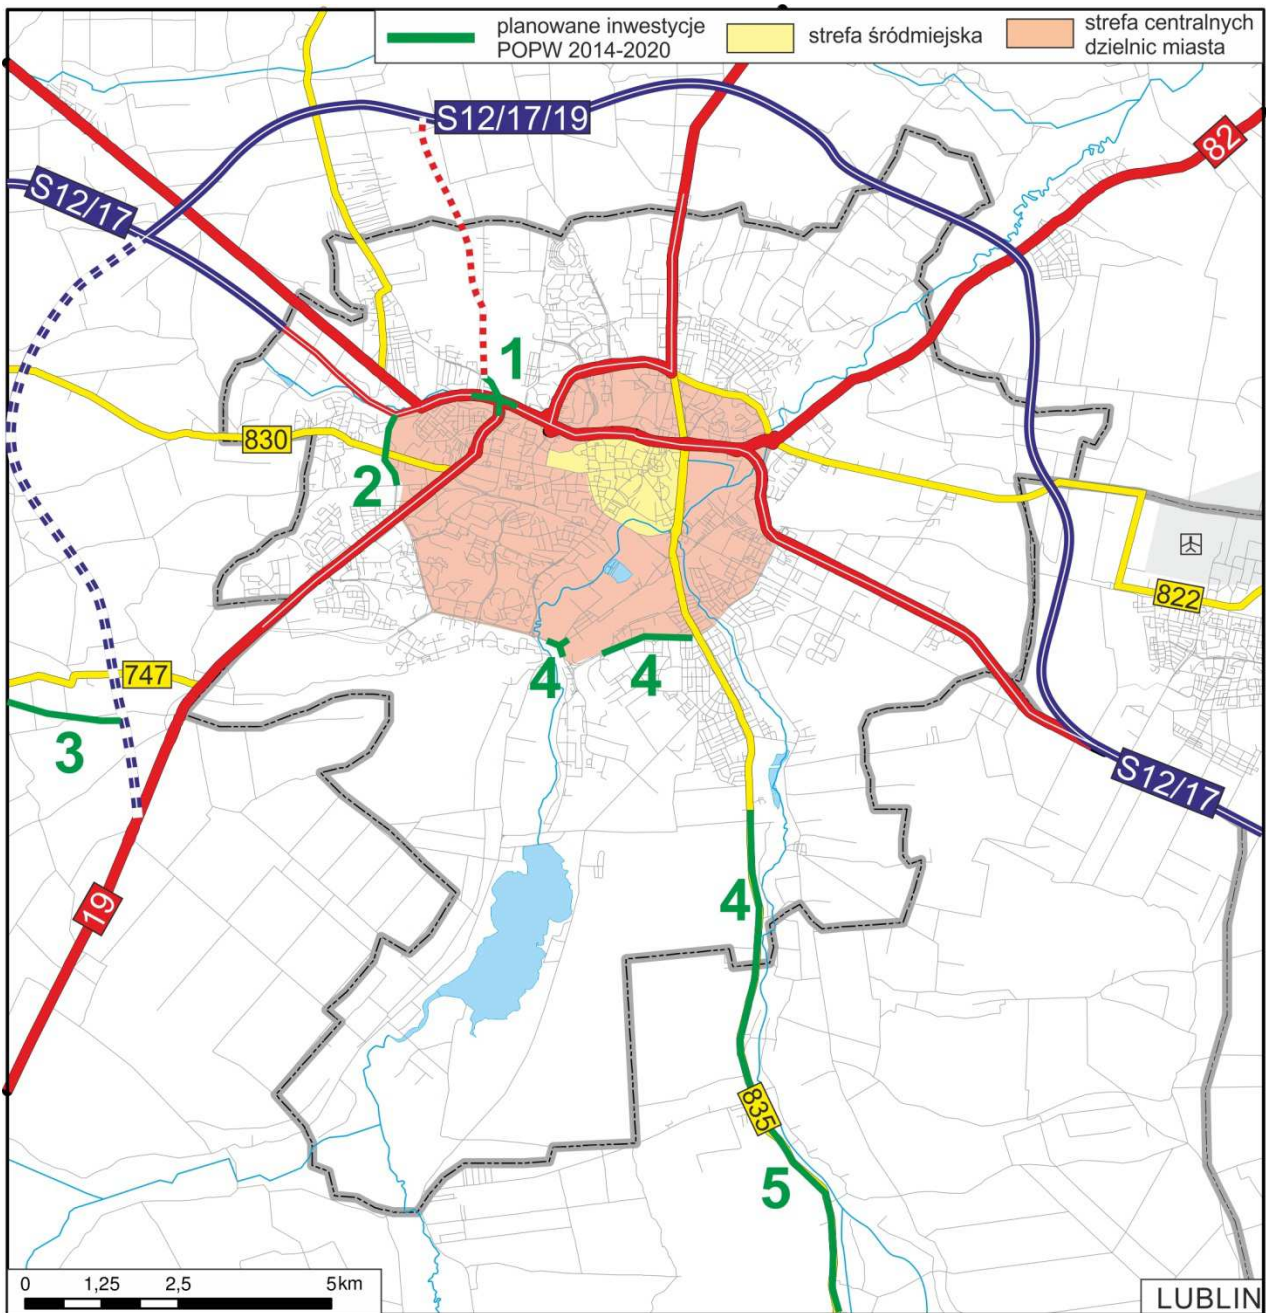 planowane inwestycje
POPW 2014-2020
strefa śródmiejska
strefa centralnych
dzielnic miasta
S12/17/19
82
S12/17
1
830
2
822
747
4
4
3
S12/17
19
4
835
5
0 1,25 2,5 5km
LUBLIN